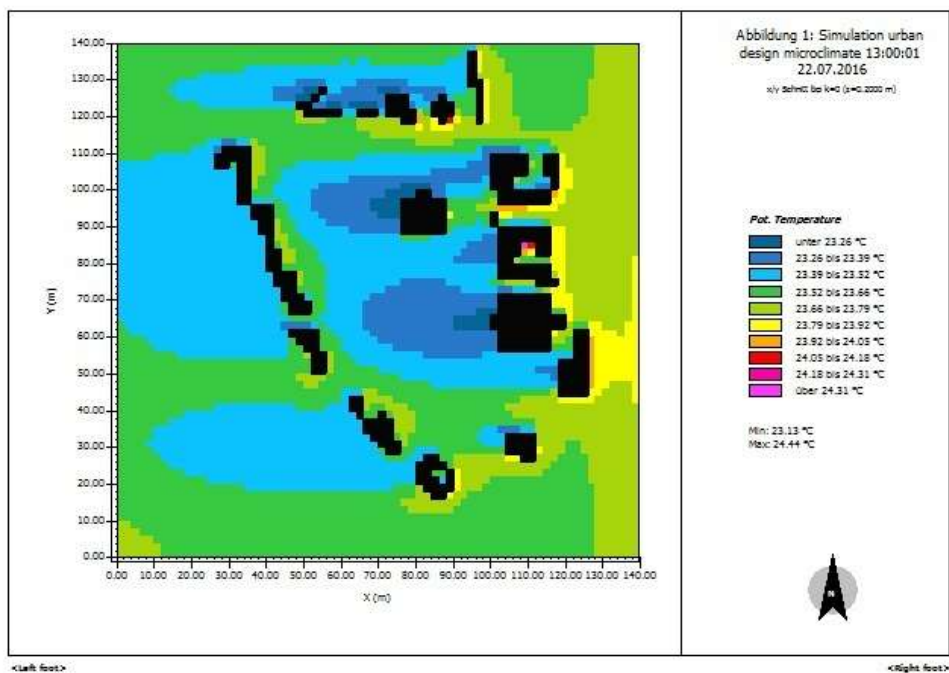 Abbildung 1: Simulation urban
design microclimate 13:00:01
22.07.2016
x/y Schnitt bei k=0 (z=0.2000 m)
140.00
130.00
120.00
110.00
100.00
90.00
80.00
70.00
60.00
50.00
40.00
30.00
20.00
10.00
0.00
Y (m)
0.00 10.00 20.00 30.00 40.00 50.00 60.00 70.00 80.00 90.00 100.00 110.00 120.00 130.00 140.00
X (m)
Pot. Temperature
unter 23.26 °C
23.26 bis 23.39 °C
23.39 bis 23.52 °C
23.52 bis 23.66 °C
23.66 bis 23.79 °C
23.79 bis 23.92 °C
23.92 bis 24.05 °C
24.05 bis 24.18 °C
24.18 bis 24.31 °C
über 24.31 °C
Min: 23.13 °C
Max: 24.44 °C
N
<Left foot>
<Right foot>